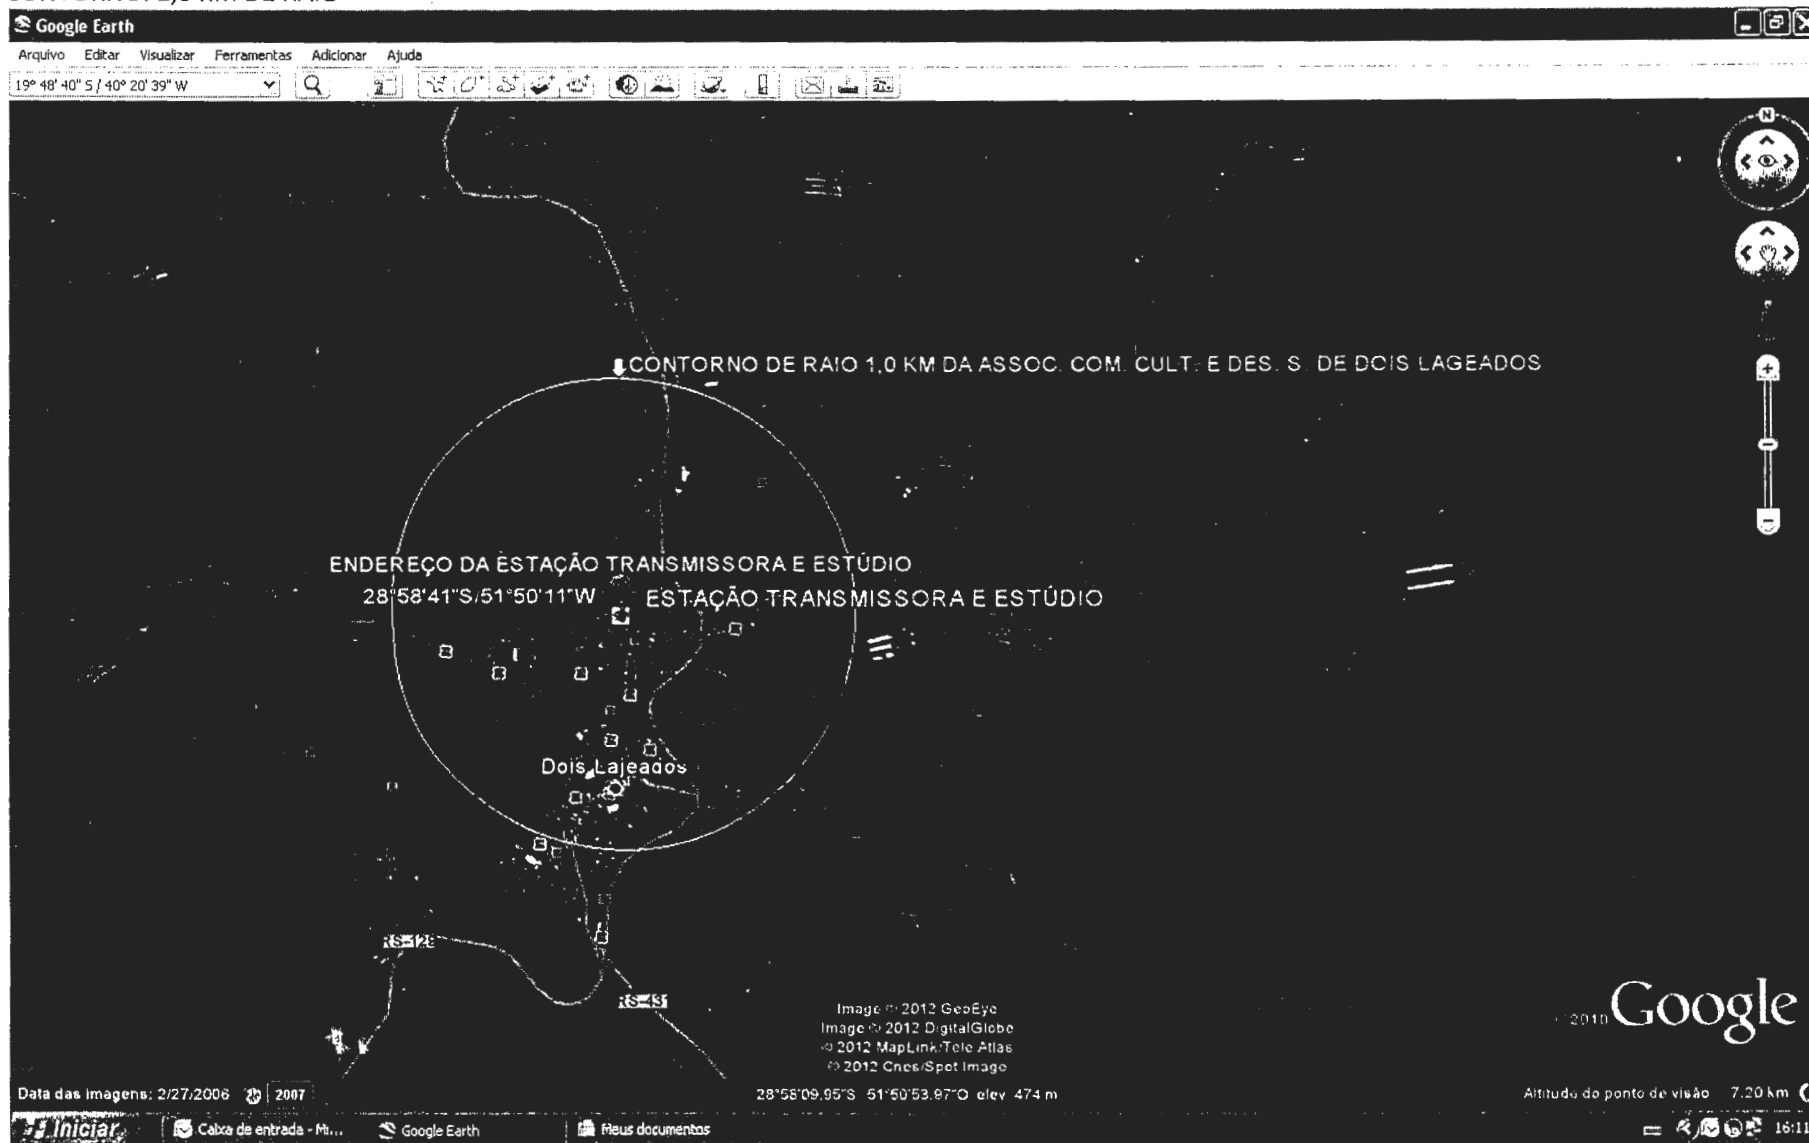 Google Earth
Arquivo Editar Visualizar Ferramentas Adicionar Ajuda
19° 48' 40" S / 40° 20' 39" W
N
CONTORNO DE RAIO 1,0 KM DA ASSOC. COM. CULT. E DES. S. DE DOIS LAGEADOS
ENDEREÇO DA ESTAÇÃO TRANSMISSORA E ESTÚDIO
28°58'41"S/51°50'11"W
ESTAÇÃO TRANSMISSORA E ESTÚDIO
Dois Lajeados
RS-129
RS-431
Image © 2012 GeoEye
Image © 2012 DigitalGlobe
© 2012 MapLink/Tele Atlas
© 2012 Cnes/Spot Image
©2010 Google
Data das imagens: 2/27/2006 2007
28°58'09.95"S 51°50'53.97"O elev 474 m
Altitude do ponto de visão 7.20 km
Iniciar
Caixa de entrada - Mi...
Google Earth
Meus documentos
16:11